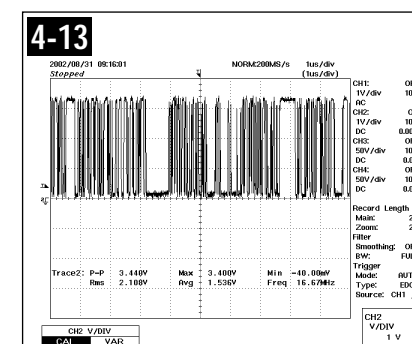 4-13
2002/08/31 09:16:01 NORM:200MS/s 1us/div
Stopped (1us/div)
CH1:
1V/div
AC
CH2:
1V/div
DC
CH3:
50V/div
DC
CH4:
50V/div
DC
Record Length
Main:
Zoom:
Filter
Smoothing:
BW:
Trigger
Mode:
Type:
Source: CH1
Trace2: P-P 3.440V Max 3.400V Min -40.00mV
Rms 2.108V Avg 1.536V Freq 16.67MHz
CH2 V/DIV
CAL VAR
CH2
V/DIV
1 V